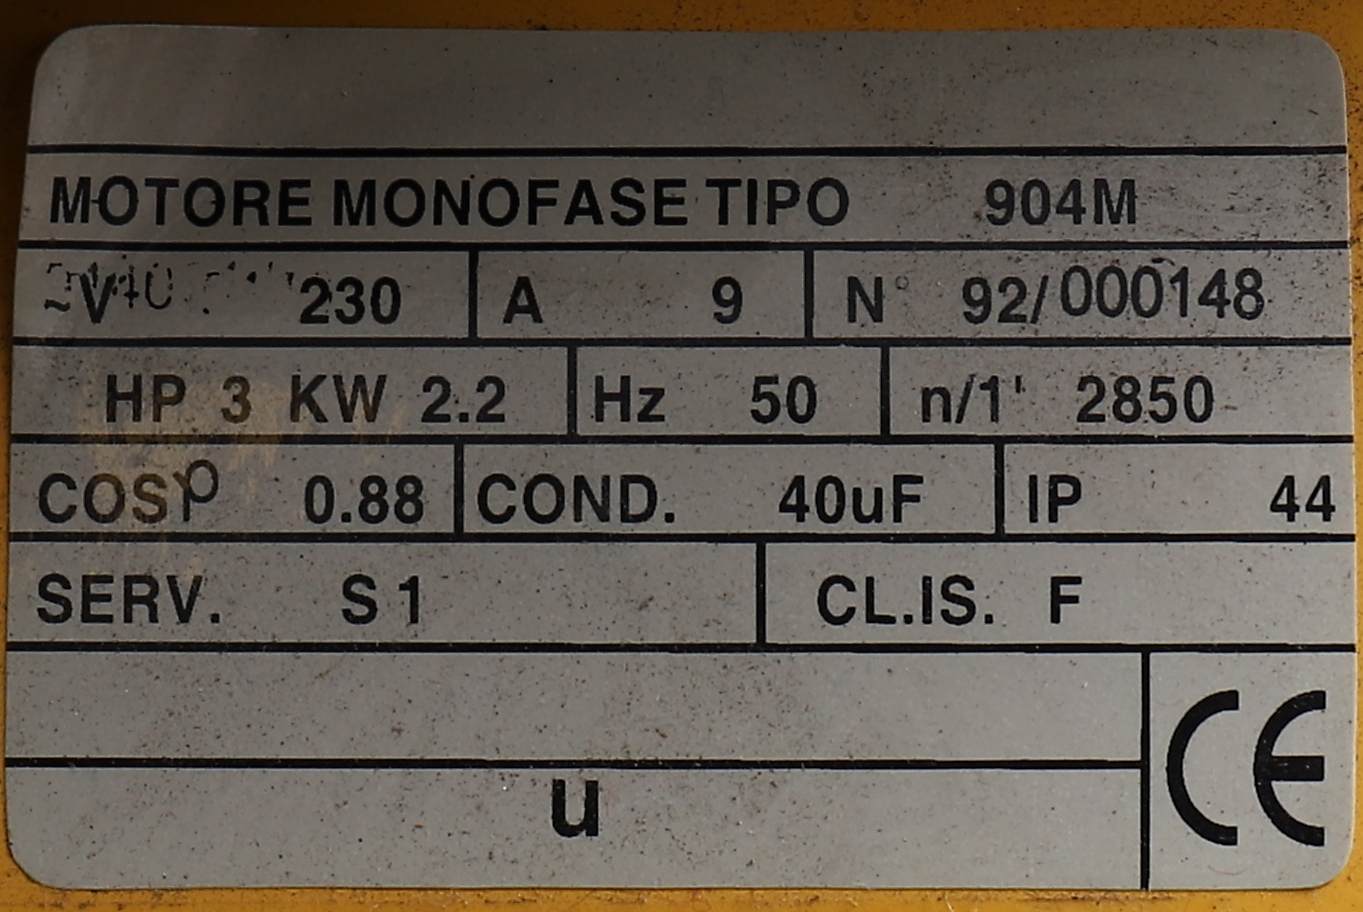 MOTORE MONOFASE TIPO 904M
~V 230 A 9 N° 92/000148
HP 3 KW 2.2 Hz 50 n/1' 2850
COSφ 0.88 COND. 40uF IP 44
SERV. S1 CL.IS. F
CE
u